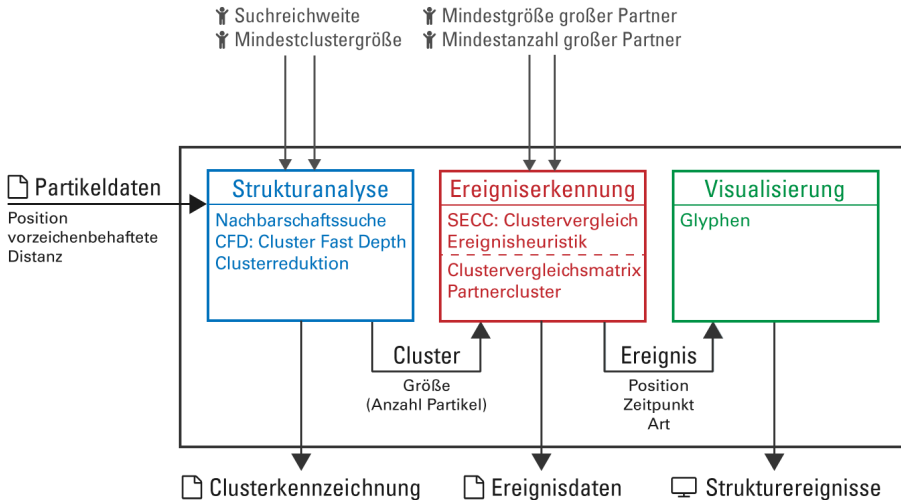 Suchreichweite
Mindestclustergröße
Mindestgröße großer Partner
Mindestanzahl großer Partner
Partikeldaten
Position
vorzeichenbehaftete
Distanz
Strukturanalyse
Nachbarschaftssuche
CFD: Cluster Fast Depth
Clusterreduktion
Ereigniserkennung
SECC: Clustervergleich
Ereignisheuristik
Clustervergleichsmatrix
Partnercluster
Visualisierung
Glyphen
Cluster
Größe
(Anzahl Partikel)
Ereignis
Position
Zeitpunkt
Art
Clusterkennzeichnung
Ereignisdaten
Strukturereignisse